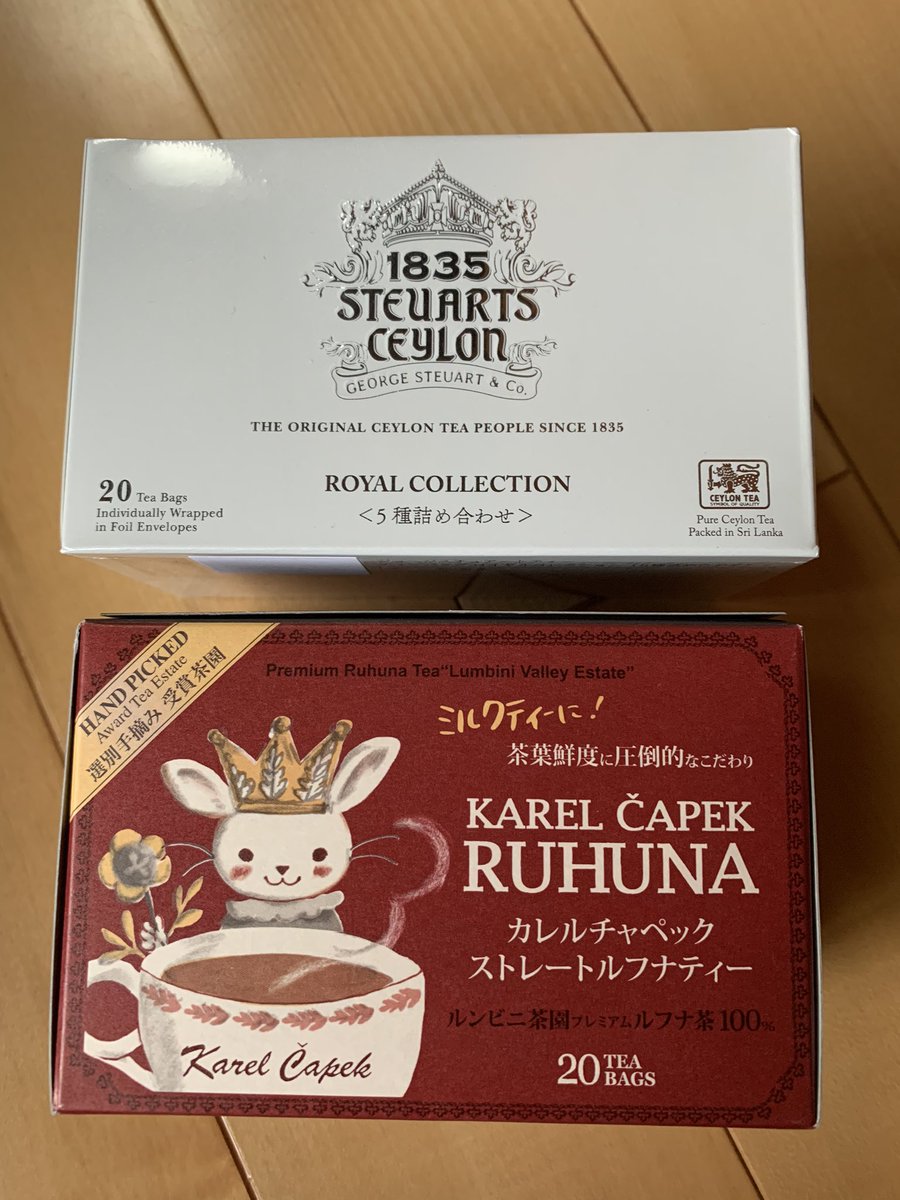 1835
STEUARTS
CEYLON
GEORGE STEUART & Co.
THE ORIGINAL CEYLON TEA PEOPLE SINCE 1835
20 Tea Bags
Individually Wrapped
in Foil Envelopes
ROYAL COLLECTION
<5種詰め合わせ>
CEYLON TEA
SYMBOL OF QUALITY
Pure Ceylon Tea
Packed in Sri Lanka
HAND PICKED
Award Tea Estate
選別手摘み 受賞茶園
Premium Ruhuna Tea"Lumbini Valley Estate"
ミルクティーに!
茶葉鮮度に圧倒的なこだわり
KAREL ČAPEK
RUHUNA
カレルチャペック
ストレートルフナティー
ルンビニ茶園プレミアムルフナ茶100%
20 TEA BAGS
Karel Čapek